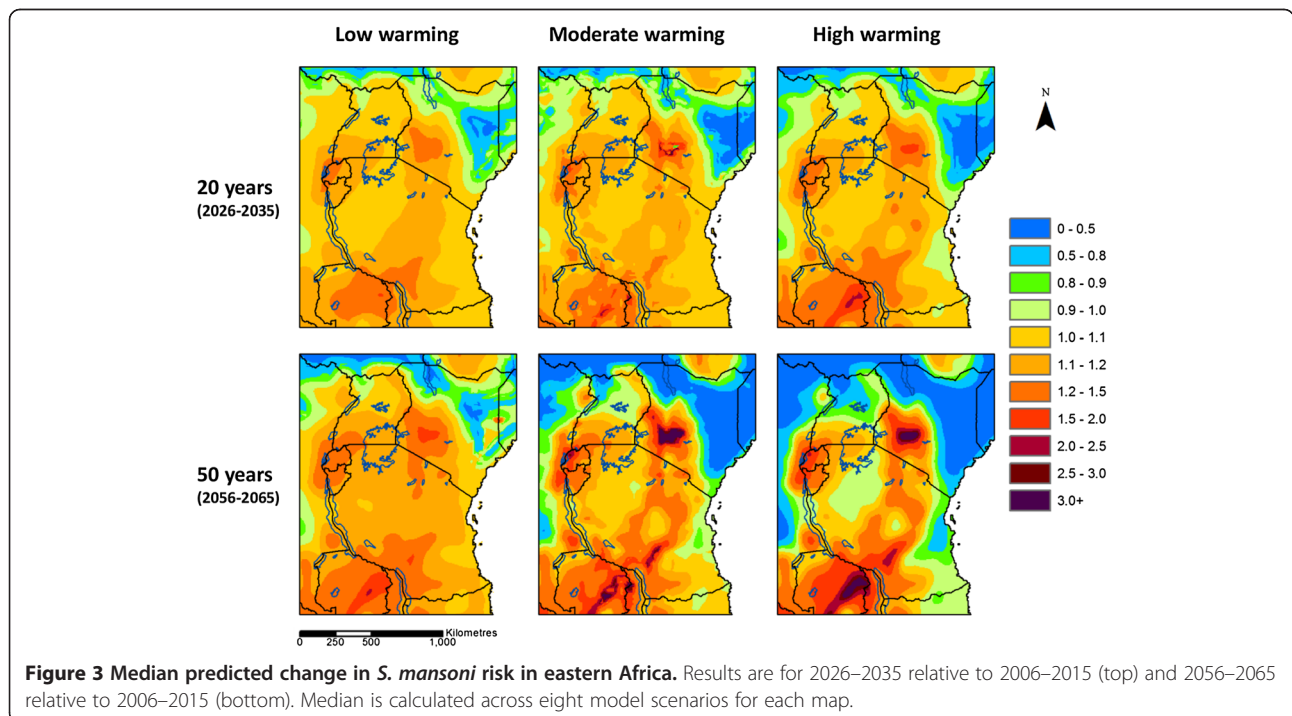 Low warming
Moderate warming
High warming
N
20 years
(2026-2035)
50 years
(2056-2065)
0 - 0.5
0.5 - 0.8
0.8 - 0.9
0.9 - 1.0
1.0 - 1.1
1.1 - 1.2
1.2 - 1.5
1.5 - 2.0
2.0 - 2.5
2.5 - 3.0
3.0+
Kilometres
0 250 500 1,000
Figure 3 Median predicted change in S. mansoni risk in eastern Africa. Results are for 2026–2035 relative to 2006–2015 (top) and 2056–2065
relative to 2006–2015 (bottom). Median is calculated across eight model scenarios for each map.